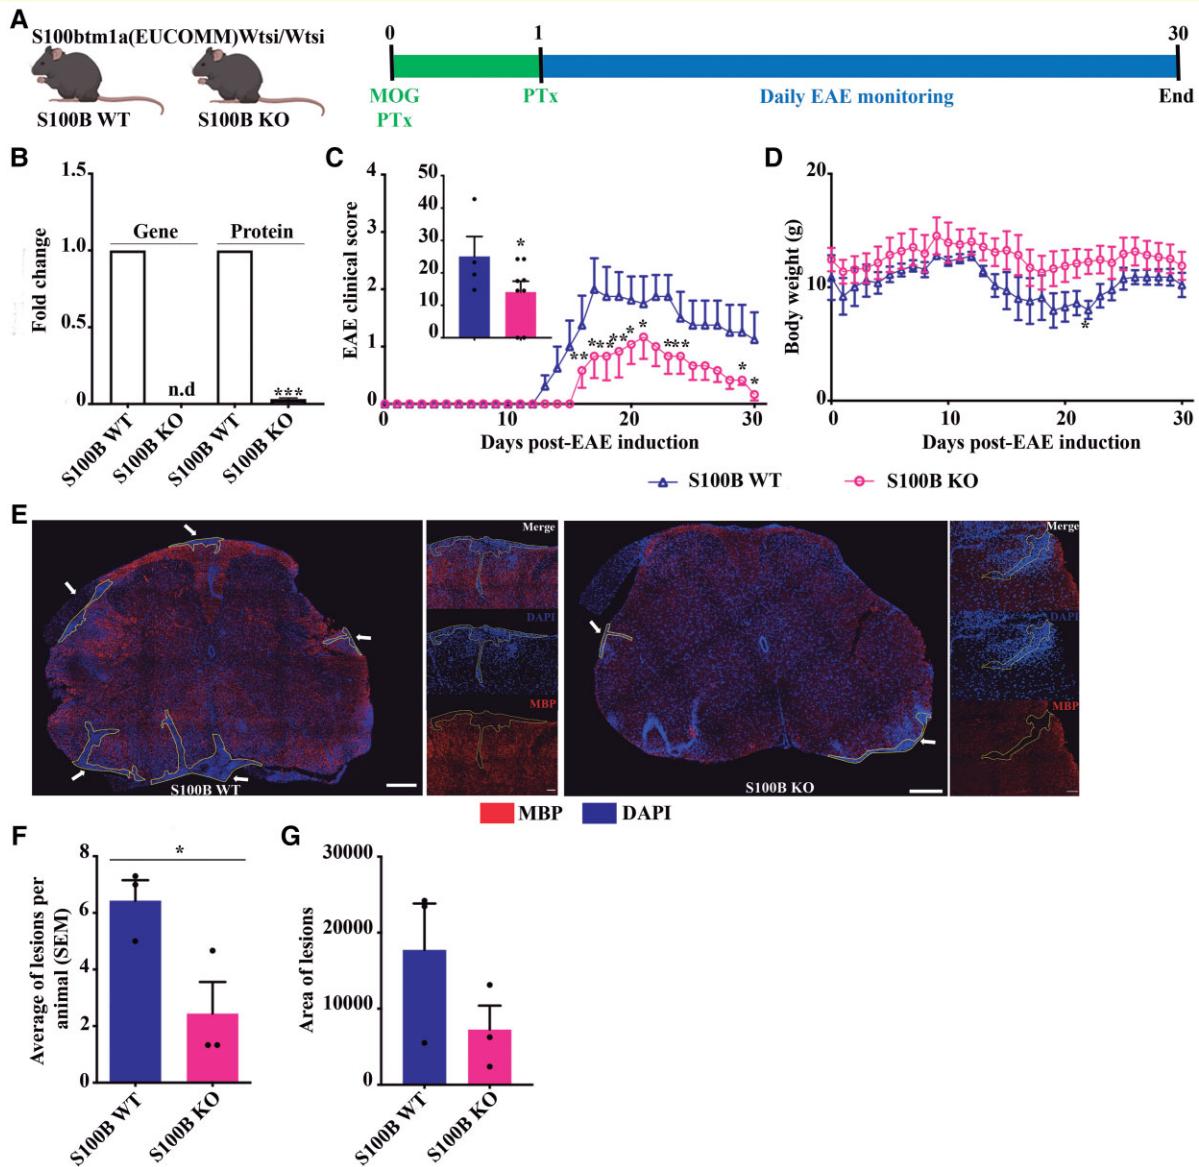 A
S100btm1a(EUCOMM)Wtsi/Wtsi
S100B WT
S100B KO
0
1
30
MOG
PTx
PTx
Daily EAE monitoring
End
B
Fold change
1.5
1.0
0.5
0
Gene
Protein
n.d
***
S100B WT
S100B KO
S100B WT
S100B KO
C
EAE clinical score
4
3
2
1
0
50
40
30
20
10
0
*
** *** *** * * *** * *
0
10
20
30
Days post-EAE induction
D
Body weight (g)
20
10
0
*
0
10
20
30
Days post-EAE induction
S100B WT
S100B KO
E
Merge
DAPI
MBP
S100B WT
Merge
DAPI
MBP
S100B KO
MBP
DAPI
F
Average of lesions per
animal (SEM)
8
6
4
2
0
*
S100B WT
S100B KO
G
Area of lesions
30000
20000
10000
0
S100B WT
S100B KO